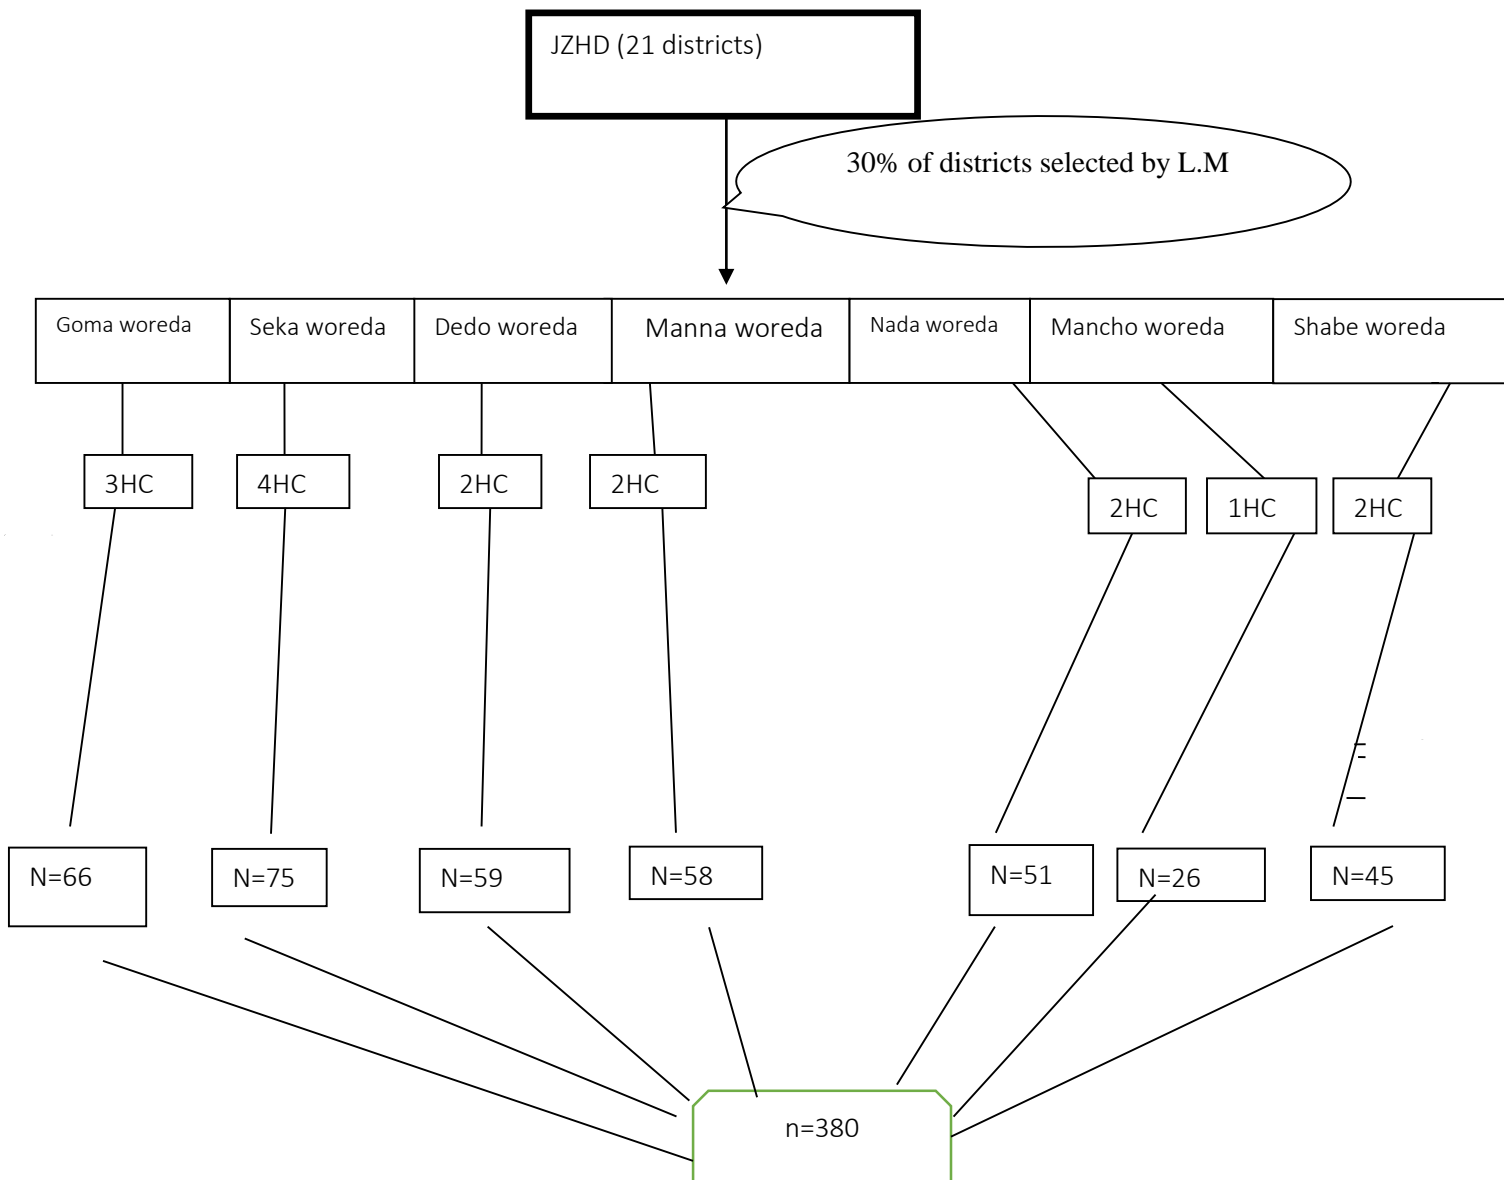 JZHD (21 districts)
30% of districts selected by L.M
Goma woreda
Seka woreda
Dedo woreda
Manna woreda
Nada woreda
Mancho woreda
Shabe woreda
3HC
4HC
2HC
2HC
2HC
1HC
2HC
N=66
N=75
N=59
N=58
N=51
N=26
N=45
n=380